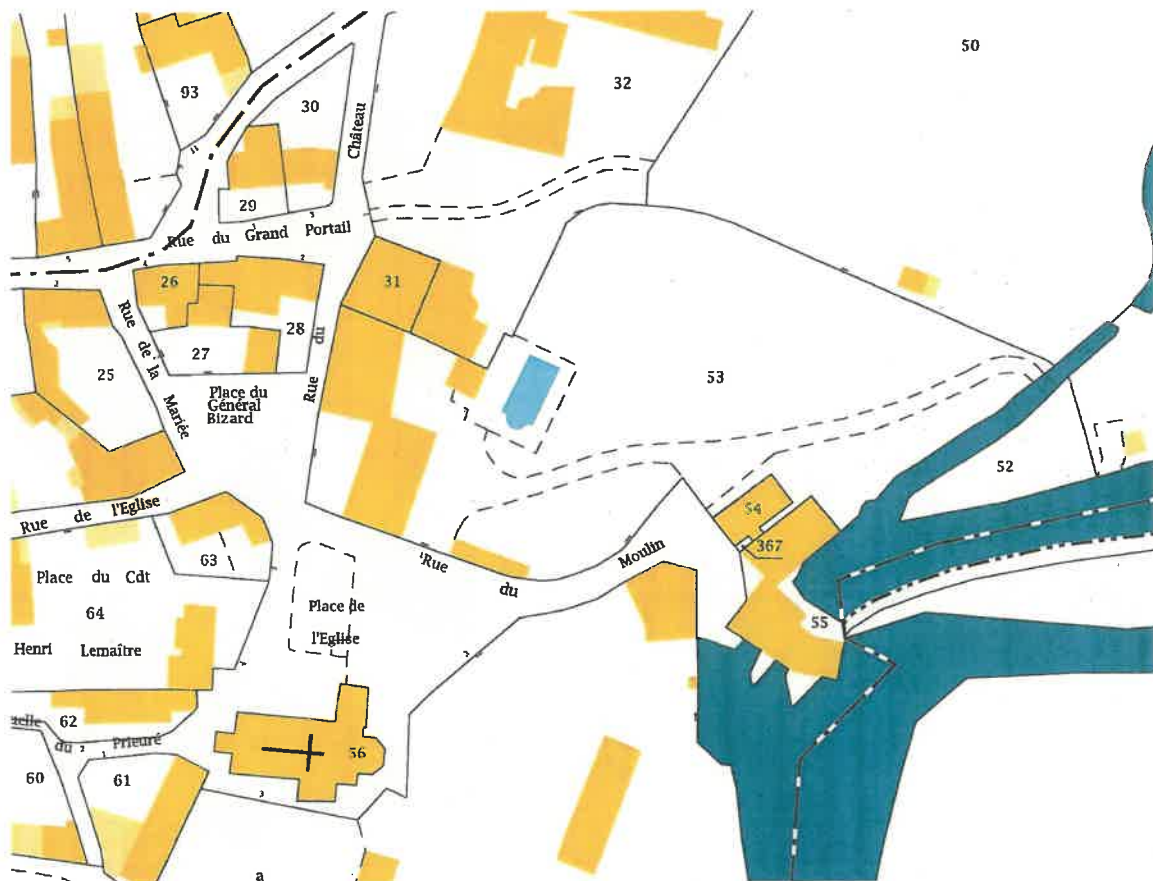 50
32
93
30
Château
29
Rue du Grand Portail
26
31
28
Rue de la Mariée
27
25
Rue du
Place du
Général
Bizard
53
52
Rue de l'Eglise
54
367
63
Rue du Moulin
Place du Cdt
64
Henri Lemaître
Place de
l'Eglise
55
62
du Prieuré
56
60
61
a